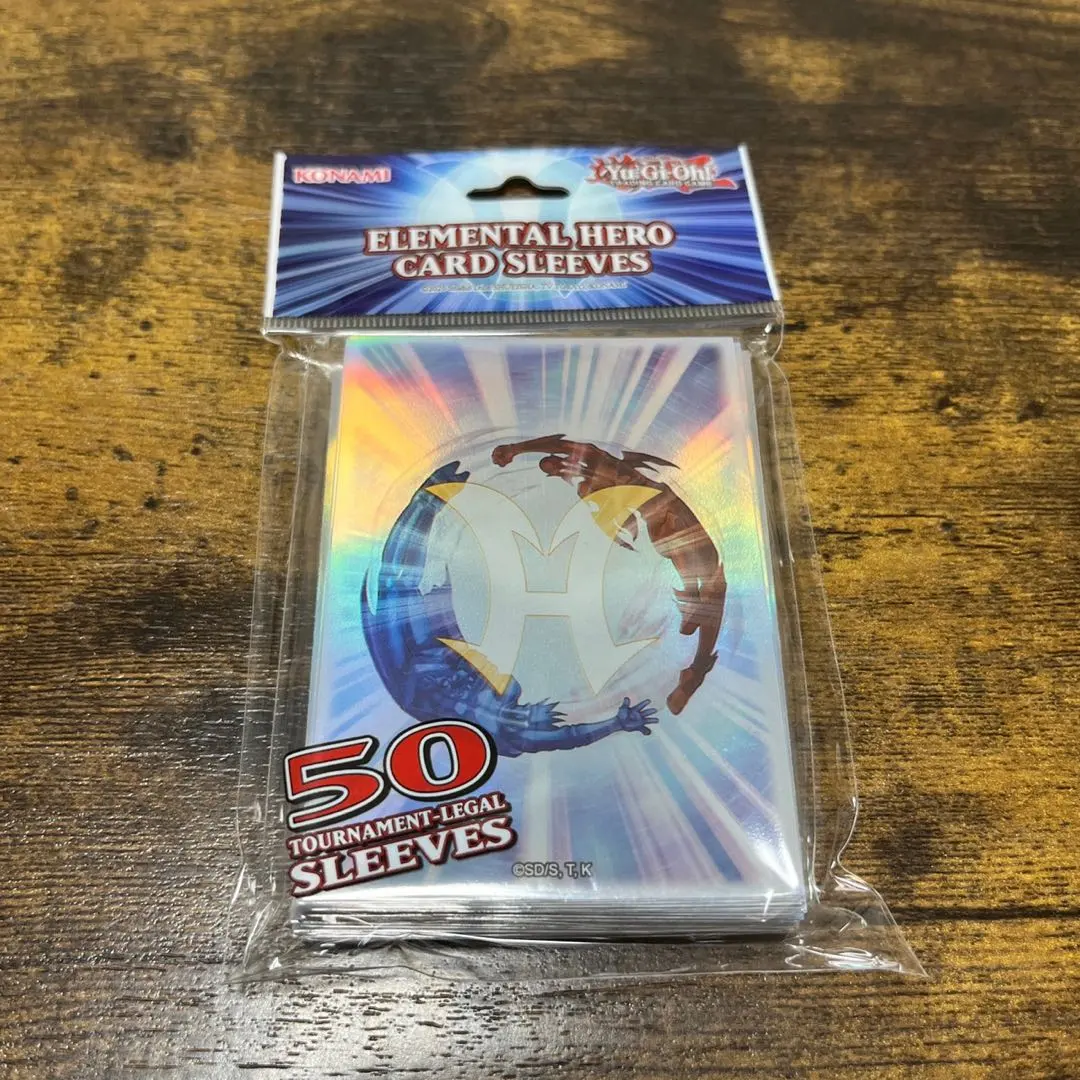 KONAMI
Yu-Gi-Oh!
TRADING CARD GAME
ELEMENTAL HERO
CARD SLEEVES
50
TOURNAMENT-LEGAL
SLEEVES
©SD/S, T, K